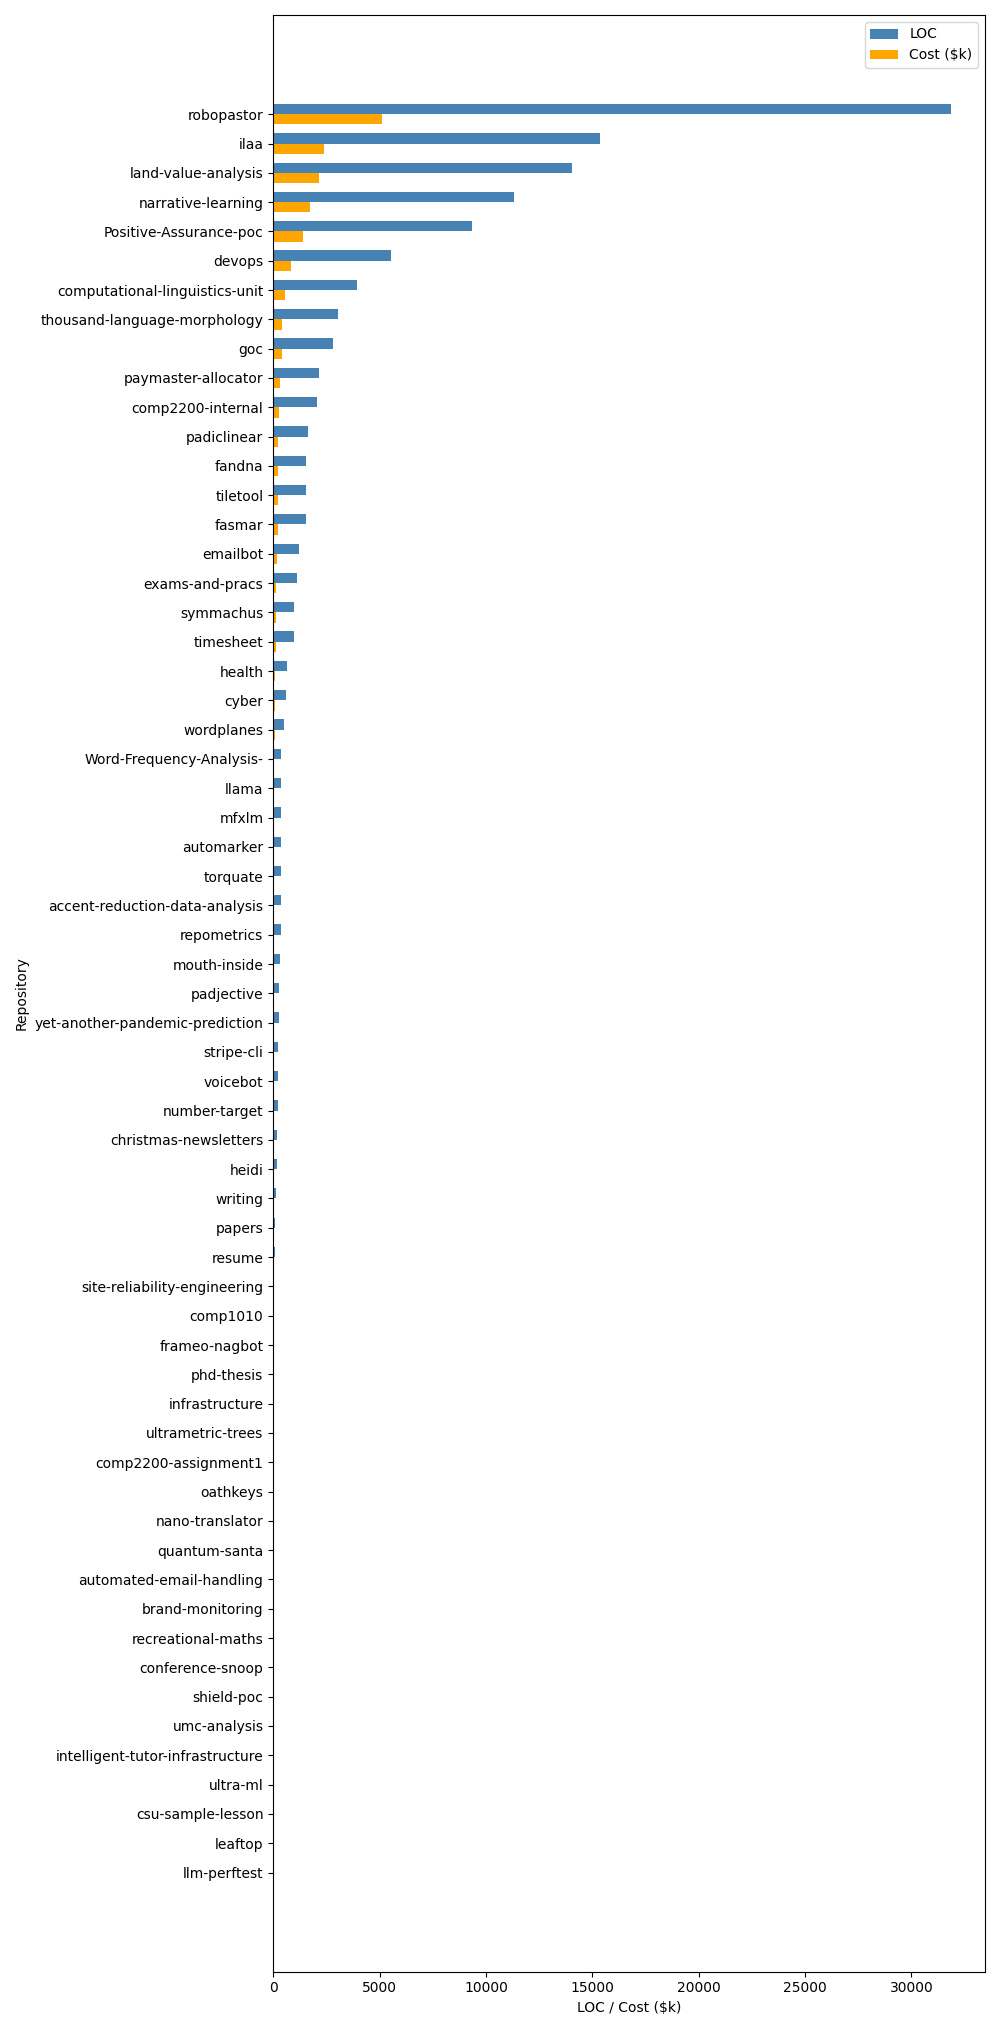 LOC
Cost ($k)
robopastor
ilaa
land-value-analysis
narrative-learning
Positive-Assurance-poc
devops
computational-linguistics-unit
thousand-language-morphology
goc
paymaster-allocator
comp2200-internal
padiclinear
fandna
tiletool
fasmar
emailbot
exams-and-pracs
symmachus
timesheet
health
cyber
wordplanes
Word-Frequency-Analysis-
llama
mfxlm
automarker
torquate
accent-reduction-data-analysis
repometrics
mouth-inside
padjective
yet-another-pandemic-prediction
stripe-cli
voicebot
number-target
christmas-newsletters
heidi
writing
papers
resume
site-reliability-engineering
comp1010
frameo-nagbot
phd-thesis
infrastructure
ultrametric-trees
comp2200-assignment1
oathkeys
nano-translator
quantum-santa
automated-email-handling
brand-monitoring
recreational-maths
conference-snoop
shield-poc
umc-analysis
intelligent-tutor-infrastructure
ultra-ml
csu-sample-lesson
leaftop
llm-perftest
Repository
0 5000 10000 15000 20000 25000 30000
LOC / Cost ($k)